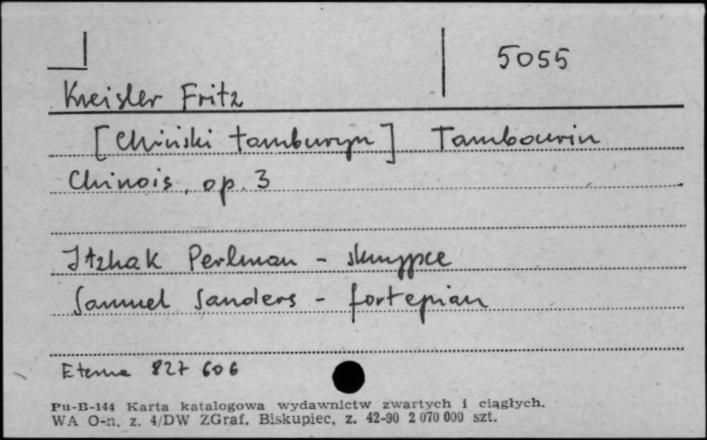 5055
Kreisler Fritz
[Chiński tamburyn] Tambourin
Chinois, op. 3
Itzhak Perlman - skrzypce
Samuel Sanders - fortepian
Eterna 827 606
Pu-B-144 Karta katalogowa wydawnictw zwartych i ciągłych.
WA O-n. z. 4/DW ZGraf. Biskupiec, z. 42-90 2 070 000 szt.